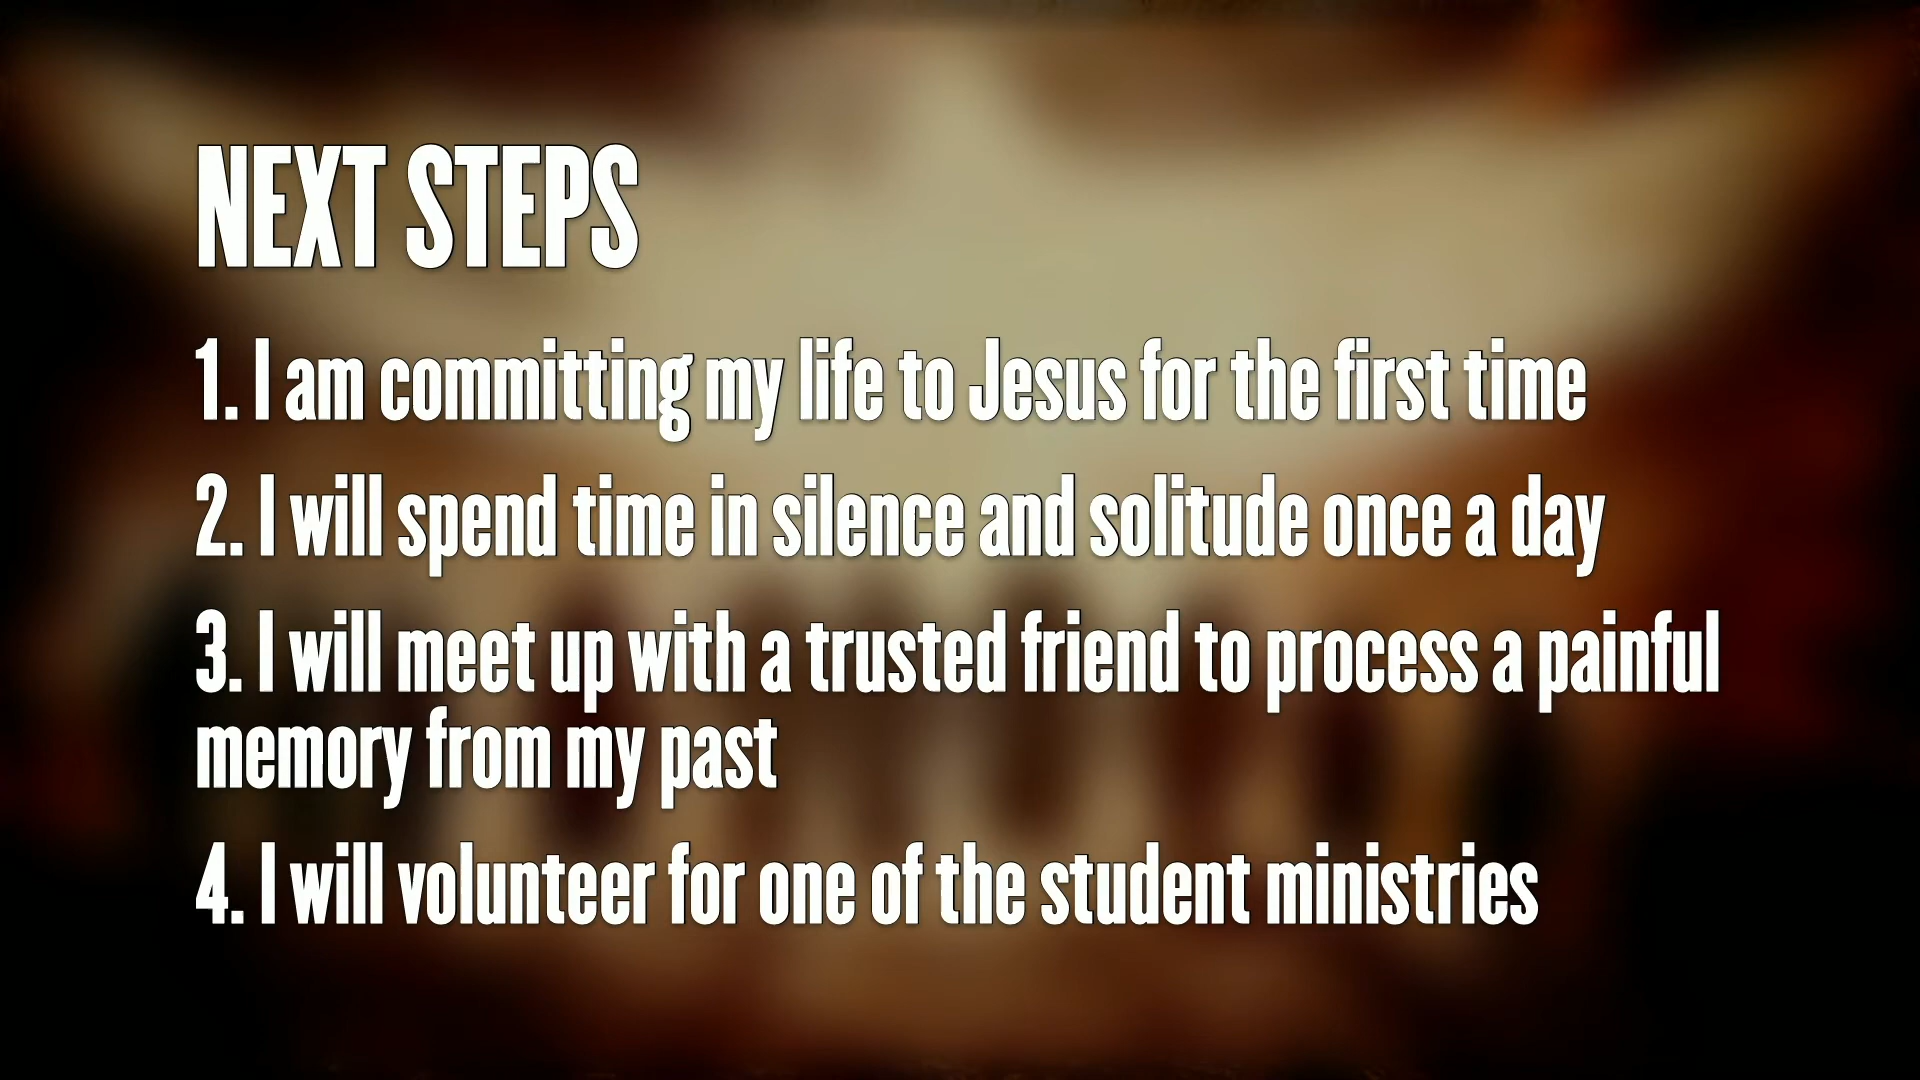 NEXT STEPS
1. I am committing my life to Jesus for the first time
2. I will spend time in silence and solitude once a day
3. I will meet up with a trusted friend to process a painful
memory from my past
4. I will volunteer for one of the student ministries